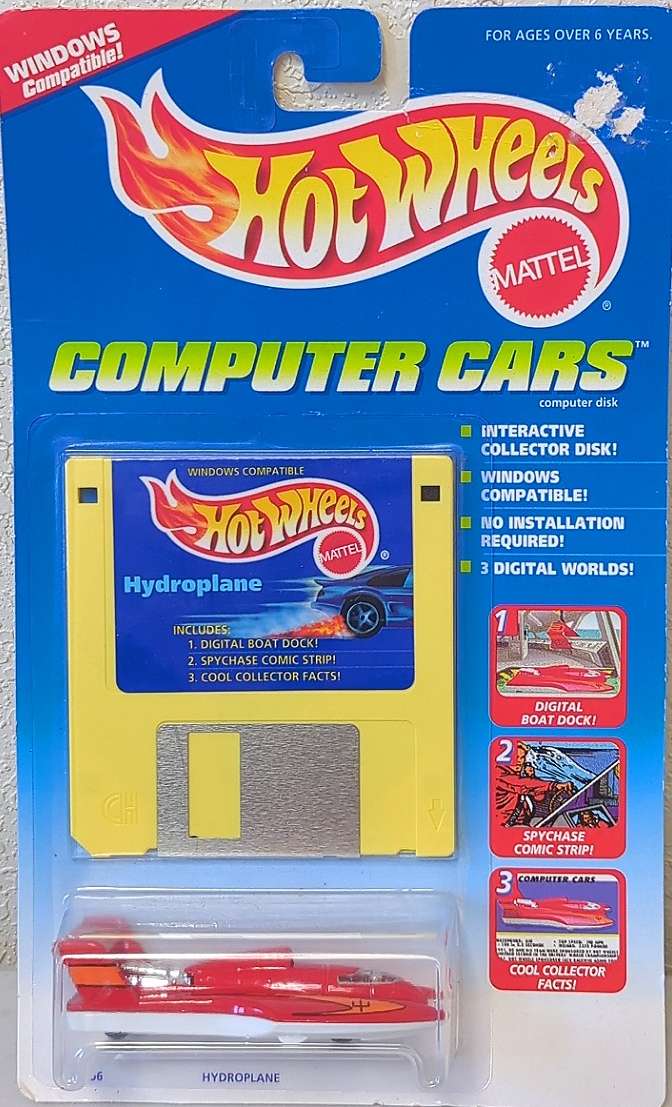 WINDOWS
Compatible!
FOR AGES OVER 6 YEARS.
HOT WHEELS
MATTEL
®
COMPUTER CARS™
computer disk
INTERACTIVE
COLLECTOR DISK!
WINDOWS
COMPATIBLE!
NO INSTALLATION
REQUIRED!
3 DIGITAL WORLDS!
WINDOWS COMPATIBLE
HOT WHEELS
MATTEL
®
Hydroplane
INCLUDES:
1. DIGITAL BOAT DOCK!
2. SPYCHASE COMIC STRIP!
3. COOL COLLECTOR FACTS!
CH
1
DIGITAL
BOAT DOCK!
2
SPYCHASE
COMIC STRIP!
3
COMPUTER CARS
COOL COLLECTOR
FACTS!
HYDROPLANE